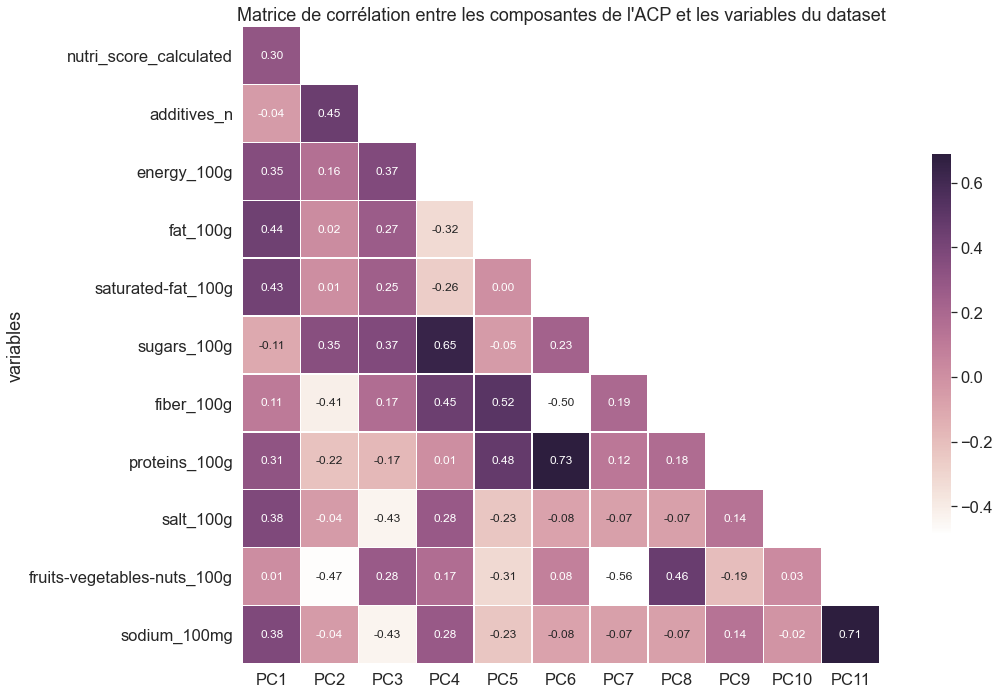 Matrice de corrélation entre les composantes de l'ACP et les variables du dataset
variables
nutri_score_calculated 0.30
additives_n -0.04 0.45
energy_100g 0.35 0.16 0.37
fat_100g 0.44 0.02 0.27 -0.32
saturated-fat_100g 0.43 0.01 0.25 -0.26 0.00
sugars_100g -0.11 0.35 0.37 0.65 -0.05 0.23
fiber_100g 0.11 -0.41 0.17 0.45 0.52 -0.50 0.19
proteins_100g 0.31 -0.22 -0.17 0.01 0.48 0.73 0.12 0.18
salt_100g 0.38 -0.04 -0.43 0.28 -0.23 -0.08 -0.07 -0.07 0.14
fruits-vegetables-nuts_100g 0.01 -0.47 0.28 0.17 -0.31 0.08 -0.56 0.46 -0.19 0.03
sodium_100mg 0.38 -0.04 -0.43 0.28 -0.23 -0.08 -0.07 -0.07 0.14 -0.02 0.71
PC1 PC2 PC3 PC4 PC5 PC6 PC7 PC8 PC9 PC10 PC11
0.6
0.4
0.2
0.0
−0.2
−0.4